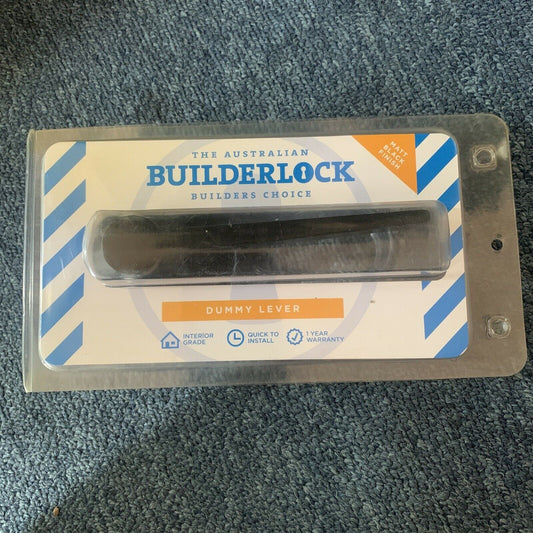 THE AUSTRALIAN
BUILDERLOCK
BUILDERS CHOICE
MATT
BLACK
FINISH
DUMMY LEVER
INTERIOR
GRADE
QUICK TO
INSTALL
1 YEAR
WARRANTY